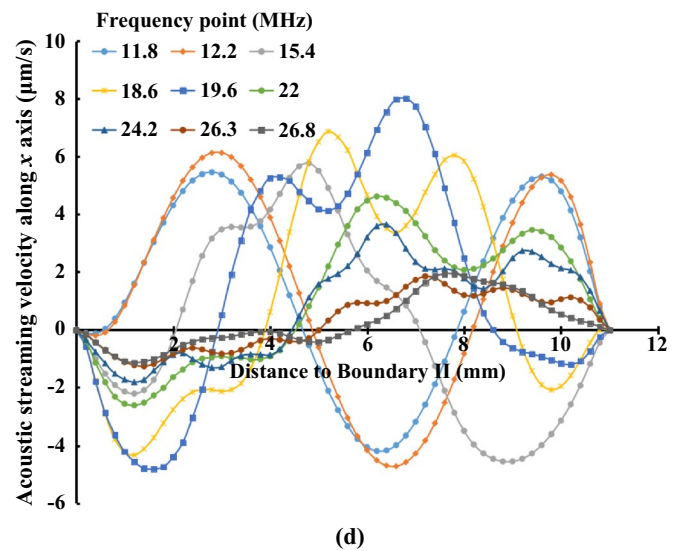 Frequency point (MHz)
11.8 12.2 15.4
18.6 19.6 22
24.2 26.3 26.8
Acoustic streaming velocity along x axis (μm/s)
10
8
6
4
2
0
-2
-4
-6
0 2 4 6 8 10 12
Distance to Boundary II (mm)
(d)